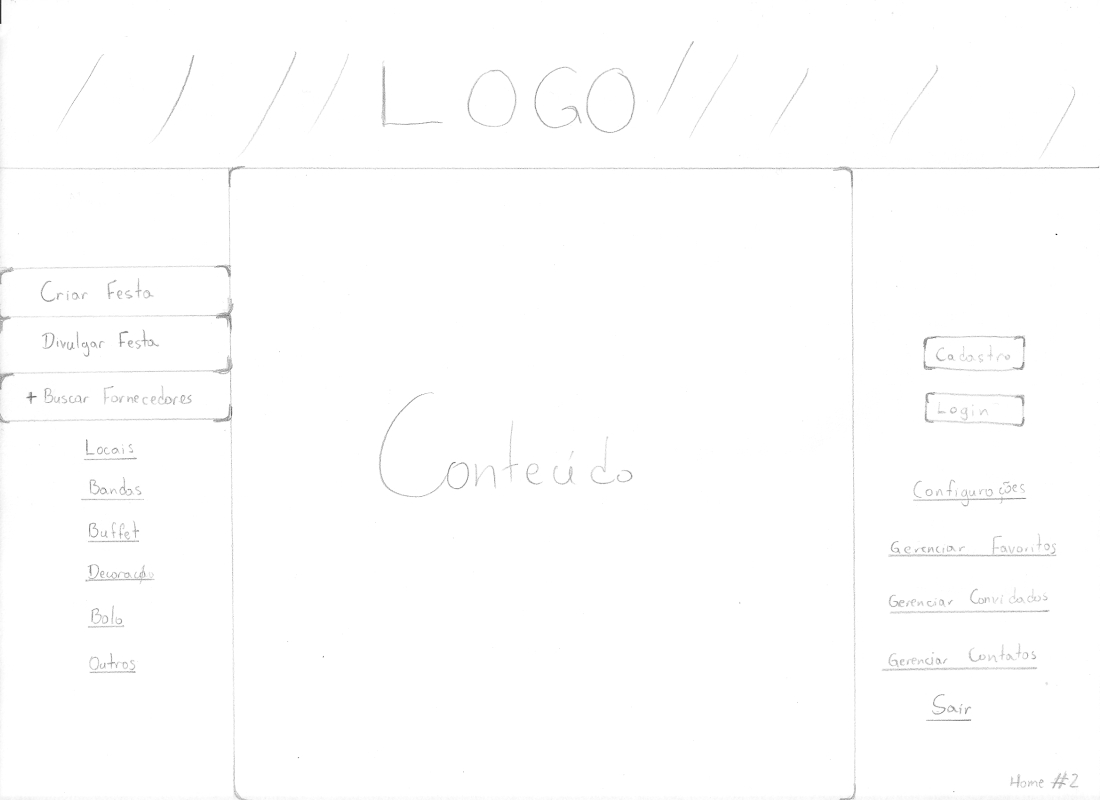 LOGO
Criar Festa
Divulgar Festa
+ Buscar Fornecedores
Locais
Bandas
Buffet
Decoração
Bolo
Outros
Conteúdo
Cadastro
Login
Configurações
Gerenciar Favoritos
Gerenciar Convidados
Gerenciar Contatos
Sair
Home #2